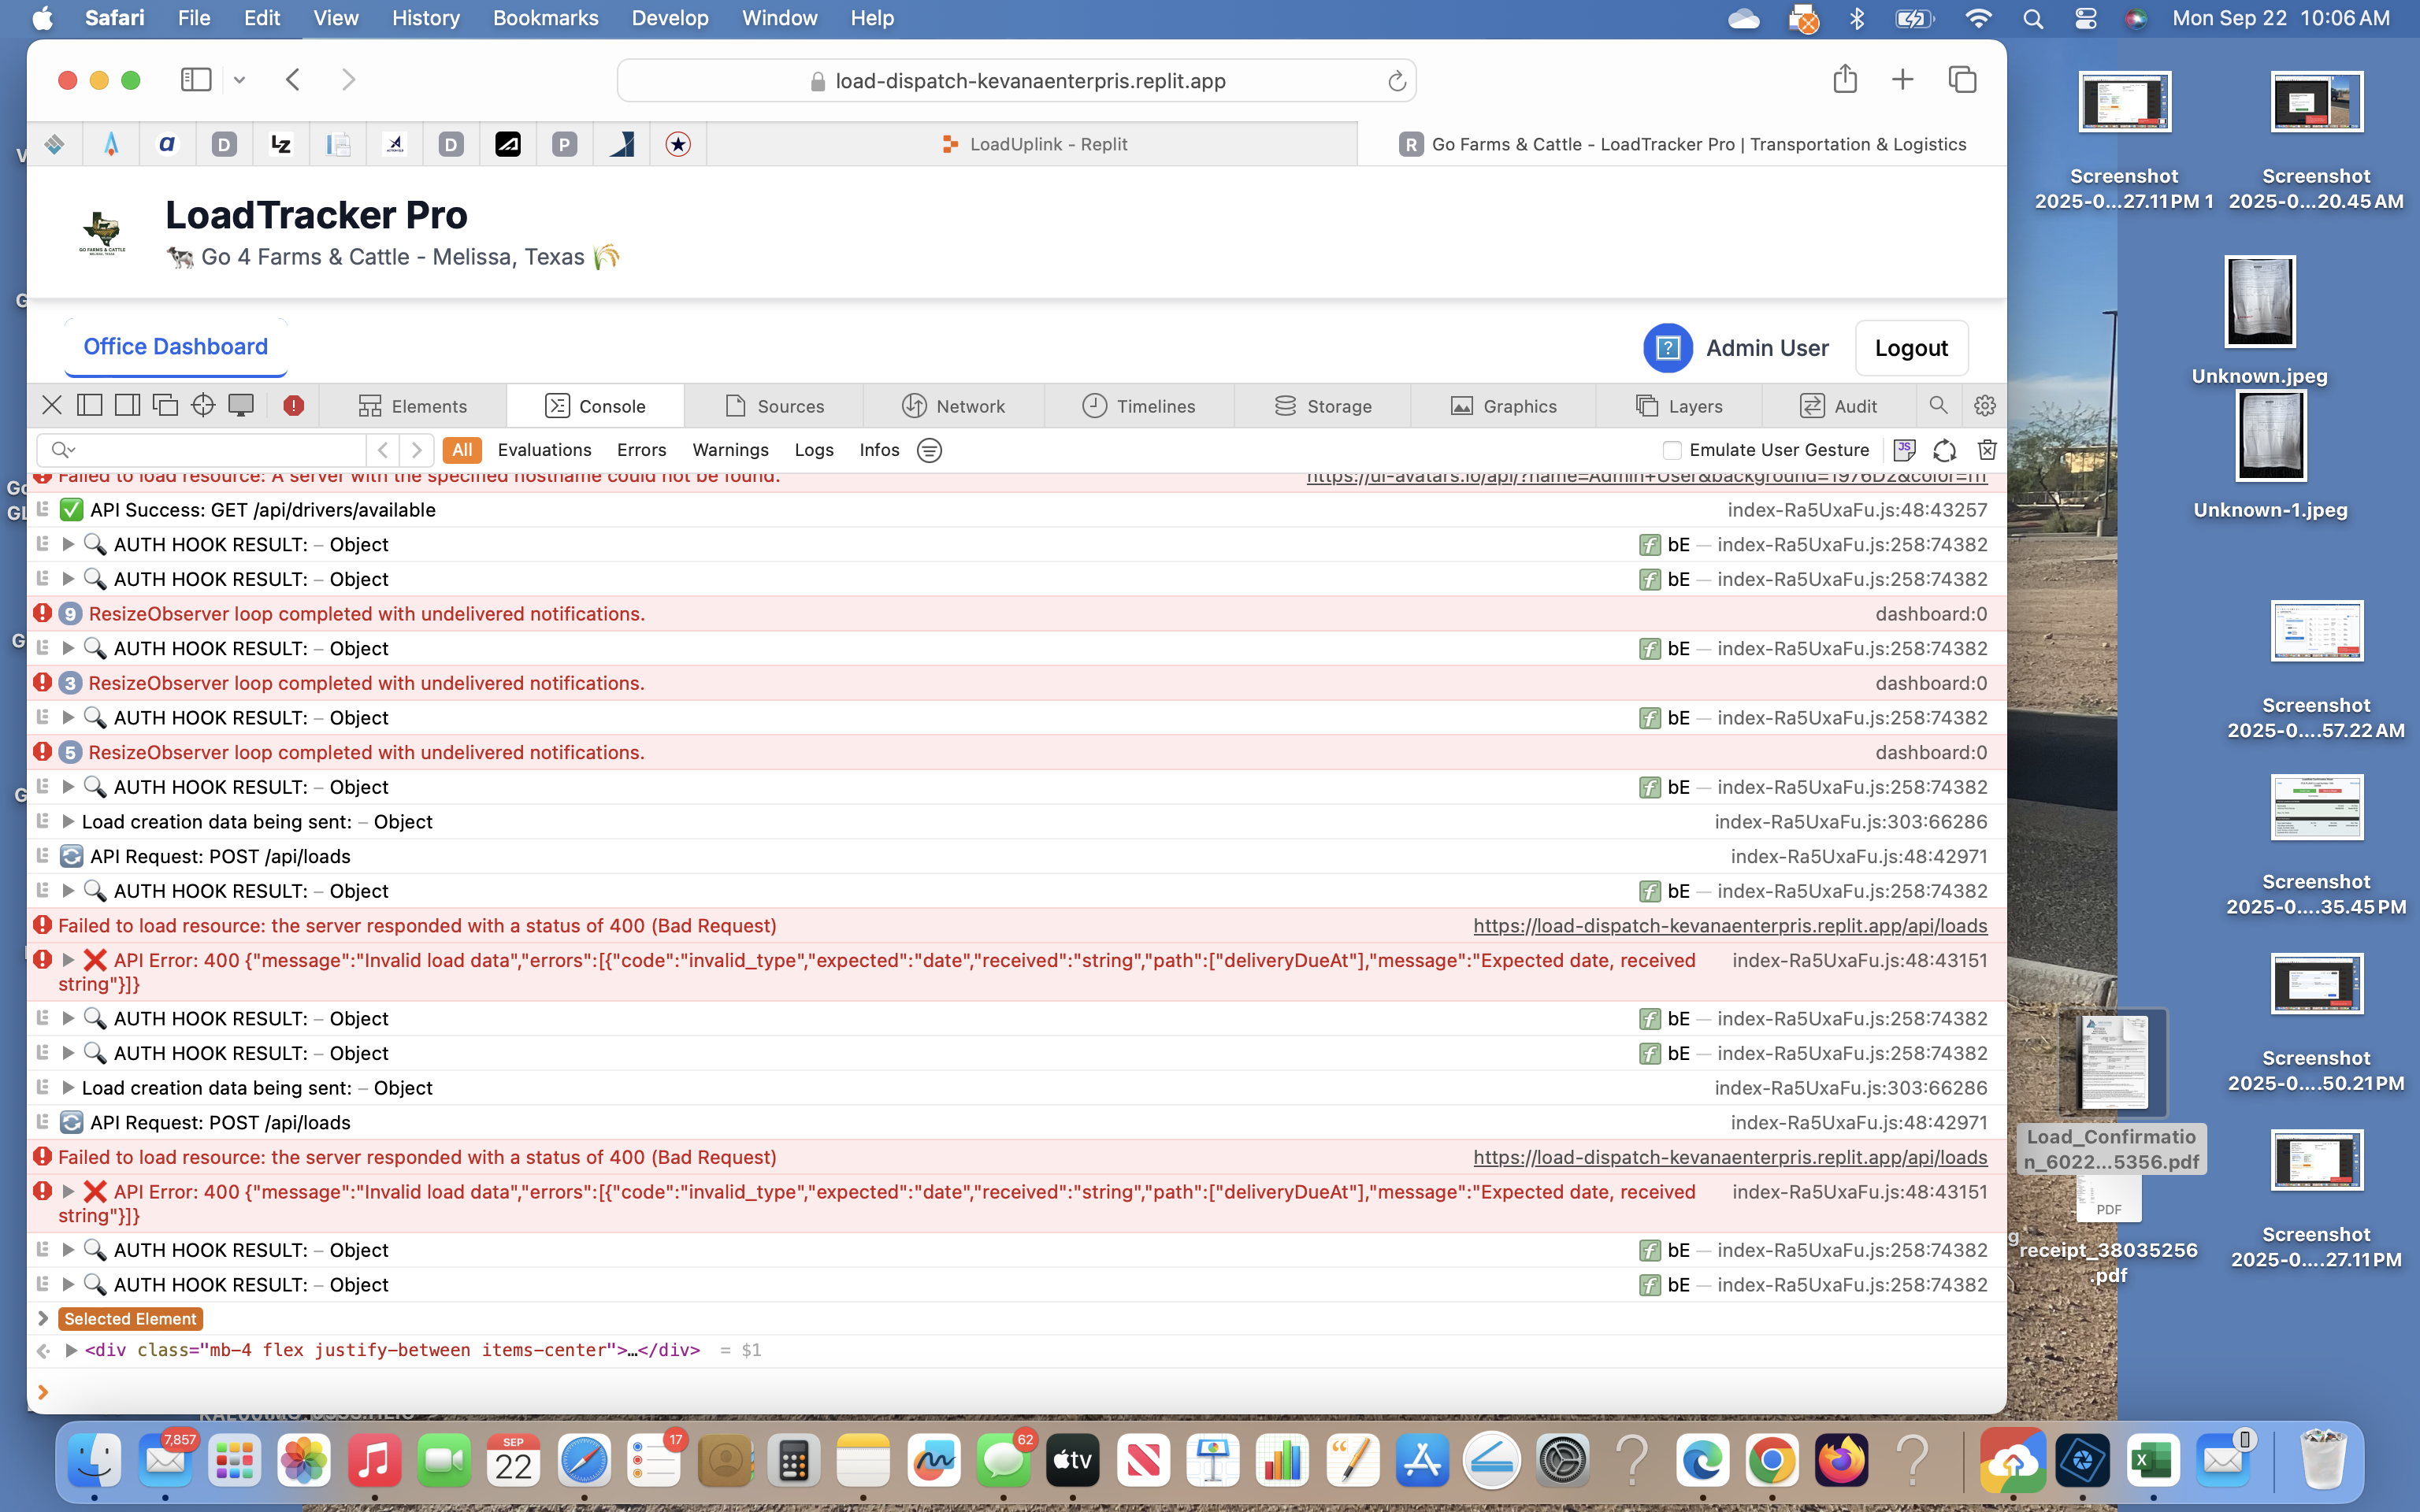 Safari File Edit View History Bookmarks Develop Window Help
Mon Sep 22 10:06 AM
load-dispatch-kevanaenterpris.replit.app
LoadUplink - Replit
Go Farms & Cattle - LoadTracker Pro | Transportation & Logistics
LoadTracker Pro
Go 4 Farms & Cattle - Melissa, Texas
Office Dashboard
Admin User
Logout
Elements Console Sources Network Timelines Storage Graphics Layers Audit
All Evaluations Errors Warnings Logs Infos
Emulate User Gesture
Failed to load resource: A server with the specified hostname could not be found. https://ui-avatars.io/api/?name=Admin+User&background=1976D2&color=fff
API Success: GET /api/drivers/available index-Ra5UxaFu.js:48:43257
AUTH HOOK RESULT: – Object bE — index-Ra5UxaFu.js:258:74382
AUTH HOOK RESULT: – Object bE — index-Ra5UxaFu.js:258:74382
9 ResizeObserver loop completed with undelivered notifications. dashboard:0
AUTH HOOK RESULT: – Object bE — index-Ra5UxaFu.js:258:74382
3 ResizeObserver loop completed with undelivered notifications. dashboard:0
AUTH HOOK RESULT: – Object bE — index-Ra5UxaFu.js:258:74382
5 ResizeObserver loop completed with undelivered notifications. dashboard:0
AUTH HOOK RESULT: – Object bE — index-Ra5UxaFu.js:258:74382
Load creation data being sent: – Object index-Ra5UxaFu.js:303:66286
API Request: POST /api/loads index-Ra5UxaFu.js:48:42971
AUTH HOOK RESULT: – Object bE — index-Ra5UxaFu.js:258:74382
Failed to load resource: the server responded with a status of 400 (Bad Request) https://load-dispatch-kevanaenterpris.replit.app/api/loads
API Error: 400 {"message":"Invalid load data","errors":[{"code":"invalid_type","expected":"date","received":"string","path":["deliveryDueAt"],"message":"Expected date, received index-Ra5UxaFu.js:48:43151
string"}]}
AUTH HOOK RESULT: – Object bE — index-Ra5UxaFu.js:258:74382
AUTH HOOK RESULT: – Object bE — index-Ra5UxaFu.js:258:74382
Load creation data being sent: – Object index-Ra5UxaFu.js:303:66286
API Request: POST /api/loads index-Ra5UxaFu.js:48:42971
Failed to load resource: the server responded with a status of 400 (Bad Request) https://load-dispatch-kevanaenterpris.replit.app/api/loads
API Error: 400 {"message":"Invalid load data","errors":[{"code":"invalid_type","expected":"date","received":"string","path":["deliveryDueAt"],"message":"Expected date, received index-Ra5UxaFu.js:48:43151
string"}]}
AUTH HOOK RESULT: – Object bE — index-Ra5UxaFu.js:258:74382
AUTH HOOK RESULT: – Object bE — index-Ra5UxaFu.js:258:74382
Selected Element
<div class="mb-4 flex justify-between items-center">…</div> = $1
Screenshot
2025-0...27.11 PM 1
Screenshot
2025-0...20.45 AM
Unknown.jpeg
Unknown-1.jpeg
Screenshot
2025-0....57.22 AM
Screenshot
2025-0....35.45 PM
Screenshot
2025-0....50.21 PM
Load_Confirmatio
n_6022...5356.pdf
PDF
receipt_38035256
.pdf
Screenshot
2025-0....27.11 PM
7,857
SEP
22
17
62
tv